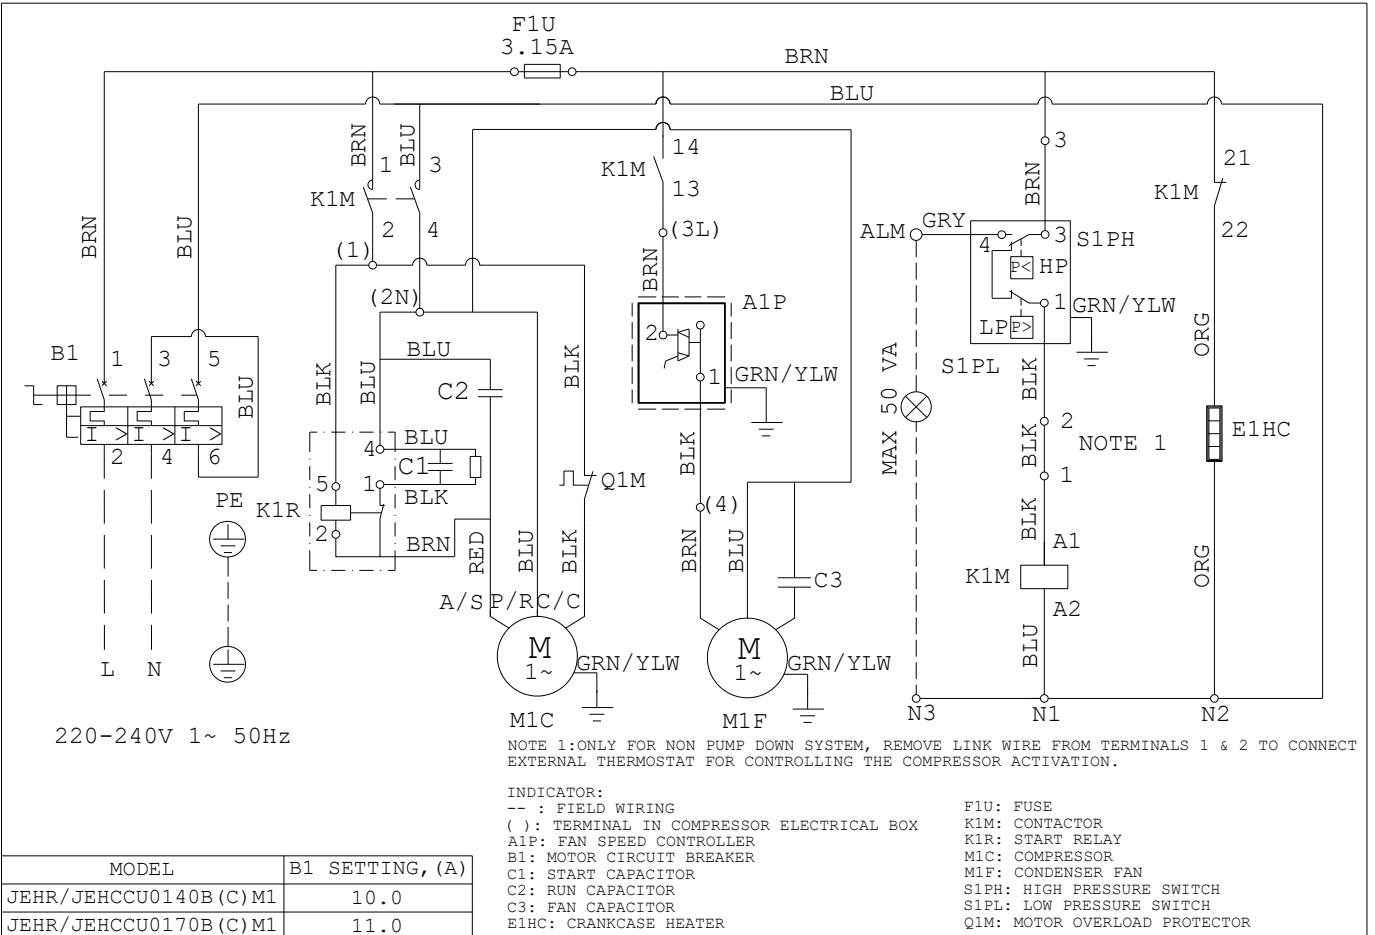 F1U
3.15A
BRN
BLU
BRN
BLU
BRN
1
BLU
3
K1M
2
4
(1)
(2N)
14
K1M
13
(3L)
BRN
A1P
2
1
GRN/YLW
3
BRN
ALM
GRY
4
3
S1PH
P<
HP
1
GRN/YLW
LP
P>
S1PL
21
K1M
22
ORG
B1
1
3
5
BLU
I >
I >
I >
2
4
6
PE
L
N
220-240V 1~ 50Hz
BLK
BLU
BLU
C2
BLK
4
BLU
C1
5
1
BLK
K1R
2
BRN
RED
BLU
BLK
Q1M
A/S
P/R
C/C
M
1~
GRN/YLW
M1C
BLK
(4)
BRN
BLU
C3
M
1~
GRN/YLW
M1F
MAX 50 VA
BLK
2
BLK
NOTE 1
1
BLK
A1
K1M
A2
BLU
E1HC
ORG
N3
N1
N2
NOTE 1:ONLY FOR NON PUMP DOWN SYSTEM, REMOVE LINK WIRE FROM TERMINALS 1 & 2 TO CONNECT
EXTERNAL THERMOSTAT FOR CONTROLLING THE COMPRESSOR ACTIVATION.
INDICATOR:
-- : FIELD WIRING
( ): TERMINAL IN COMPRESSOR ELECTRICAL BOX
A1P: FAN SPEED CONTROLLER
B1: MOTOR CIRCUIT BREAKER
C1: START CAPACITOR
C2: RUN CAPACITOR
C3: FAN CAPACITOR
E1HC: CRANKCASE HEATER
F1U: FUSE
K1M: CONTACTOR
K1R: START RELAY
M1C: COMPRESSOR
M1F: CONDENSER FAN
S1PH: HIGH PRESSURE SWITCH
S1PL: LOW PRESSURE SWITCH
Q1M: MOTOR OVERLOAD PROTECTOR
MODEL
B1 SETTING,(A)
JEHR/JEHCCU0140B(C)M1
10.0
JEHR/JEHCCU0170B(C)M1
11.0